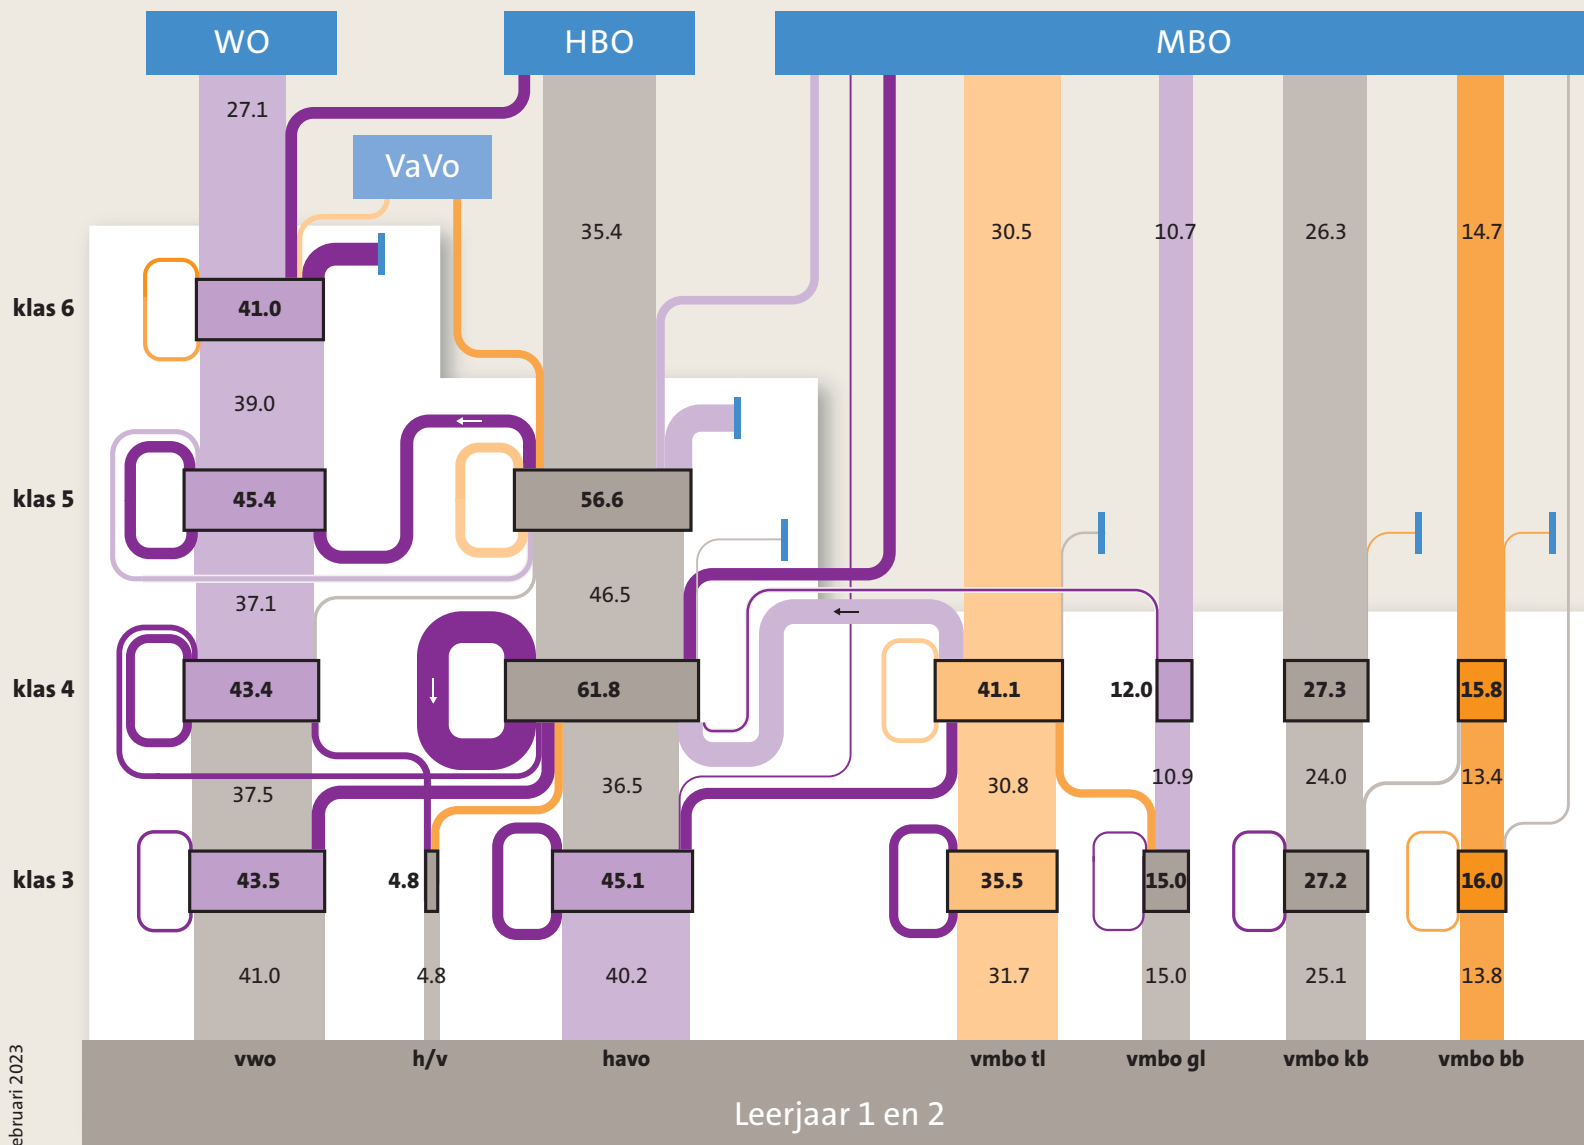 WO HBO MBO
27.1
VaVo
35.4 30.5 10.7 26.3 14.7
klas 6 41.0
39.0
klas 5 45.4 56.6
37.1 46.5
klas 4 43.4 61.8 41.1 12.0 27.3 15.8
37.5 36.5 30.8 10.9 24.0 13.4
klas 3 43.5 4.8 45.1 35.5 15.0 27.2 16.0
41.0 4.8 40.2 31.7 15.0 25.1 13.8
vwo h/v havo vmbo tl vmbo gl vmbo kb vmbo bb
Leerjaar 1 en 2
ebruari 2023